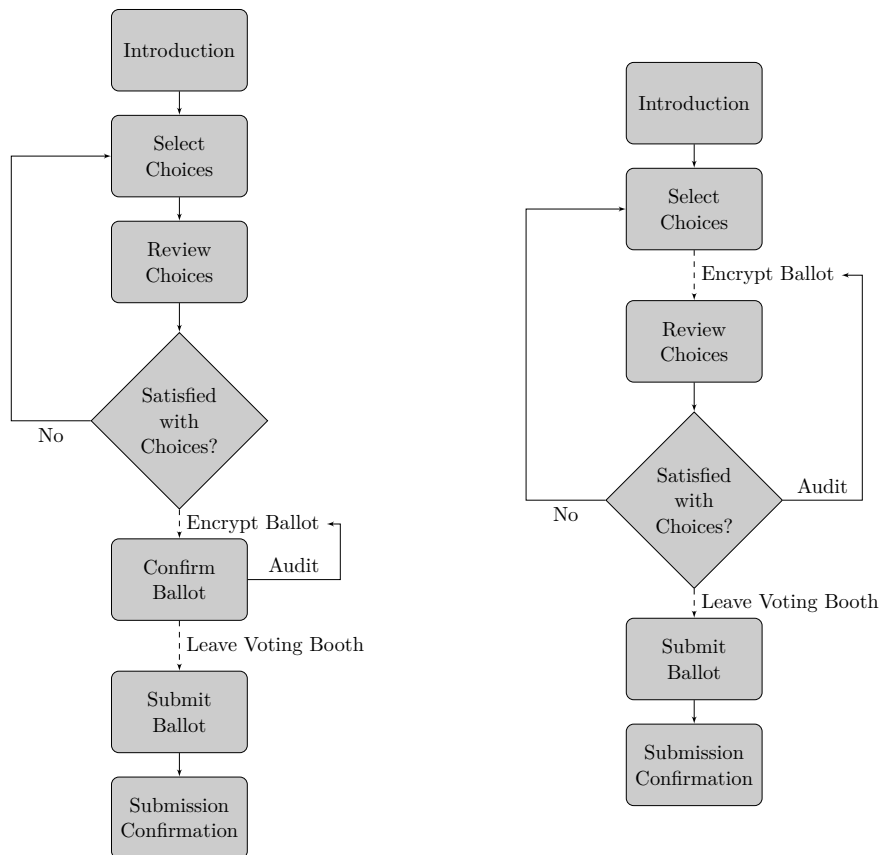 Introduction
Select
Choices
Review
Choices
Satisfied
with
Choices?
No
Encrypt Ballot
Audit
Confirm
Ballot
Leave Voting Booth
Submit
Ballot
Submission
Confirmation
Introduction
Select
Choices
Encrypt Ballot
Review
Choices
Satisfied
with
Choices?
Audit
No
Leave Voting Booth
Submit
Ballot
Submission
Confirmation